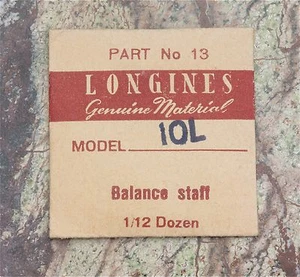 PART No 13
LONGINES
Genuine Material
MODEL 10L
Balance staff
1/12 Dozen